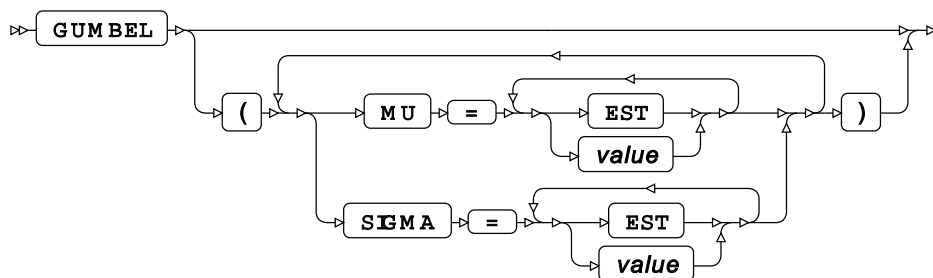 GUMBEL
( MU = EST )
value
SIGMA = EST
value